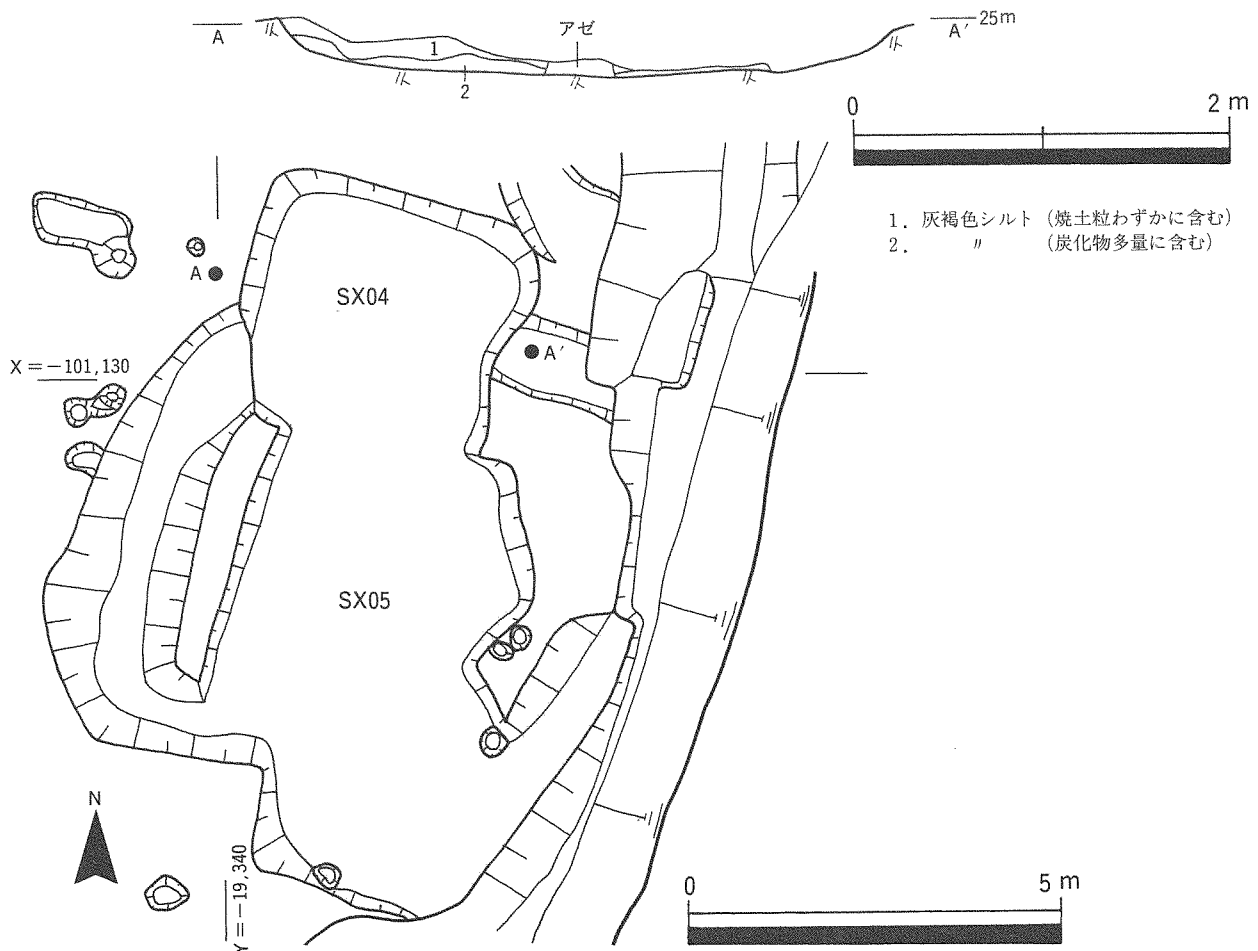 アゼ
A
1
2
A′
25m
0 2 m
1. 灰褐色シルト (焼土粒わずかに含む)
2. 〃 (炭化物多量に含む)
A
SX04
A′
X=-101,130
SX05
N
Y=-19,340
0 5 m